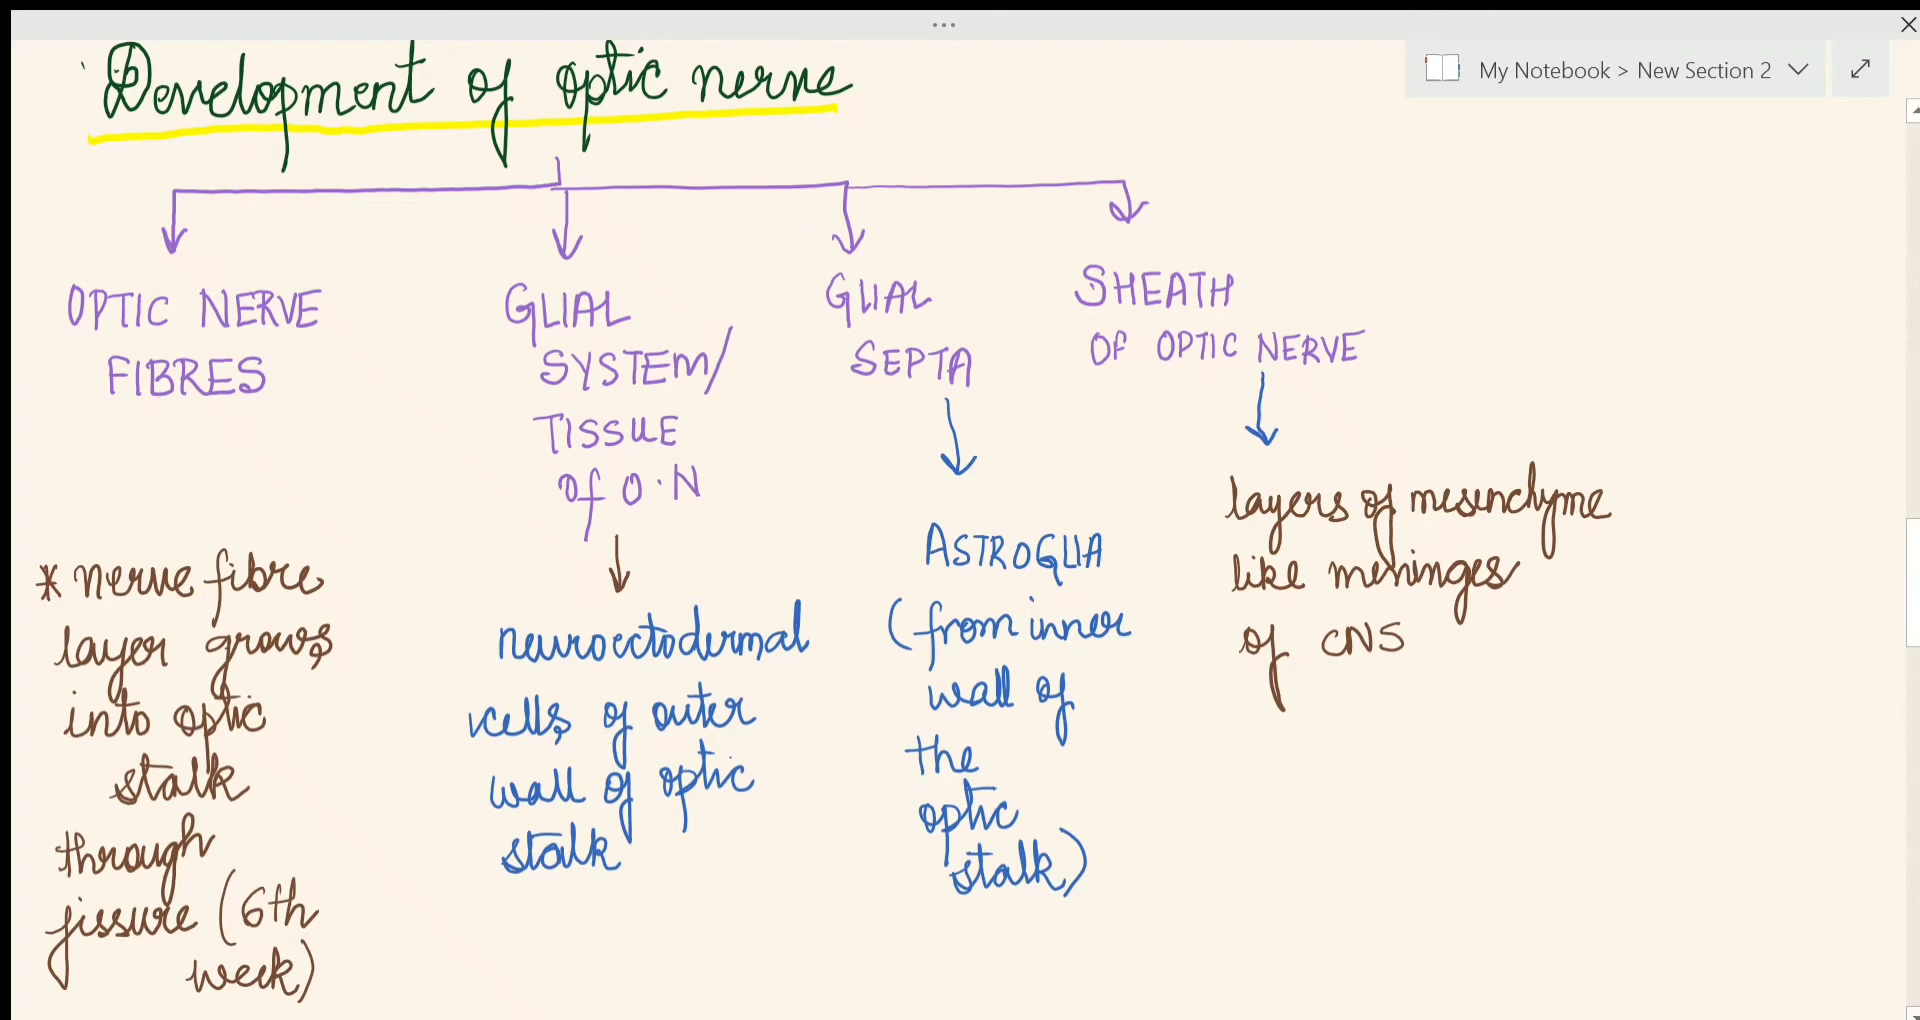 ...
My Notebook > New Section 2
Development of optic nerve
OPTIC NERVE
FIBRES
* nerve fibre
layer grows
into optic
stalk
through
fissure (6th
week)
GLIAL
SYSTEM/
TISSUE
of O.N
neuroectodermal
cells of outer
wall of optic
stalk
GLIAL
SEPTA
ASTROGLIA
(from inner
wall of
the
optic
stalk)
SHEATH
OF OPTIC NERVE
layers of mesenchyme
like meninges
of CNS